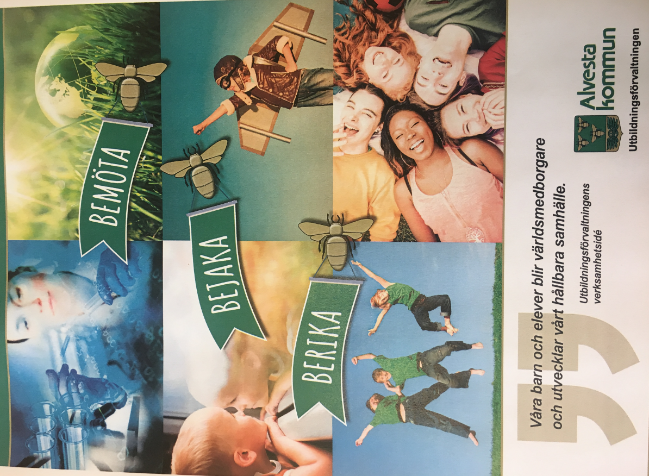 BEMÖTA
BEJAKA
BERIKA
Våra barn och elever blir världsmedborgare
och utvecklar vårt hållbara samhälle.
Utbildningsförvaltningens
verksamhetsidé
Alvesta
kommun
Utbildningsförvaltningen